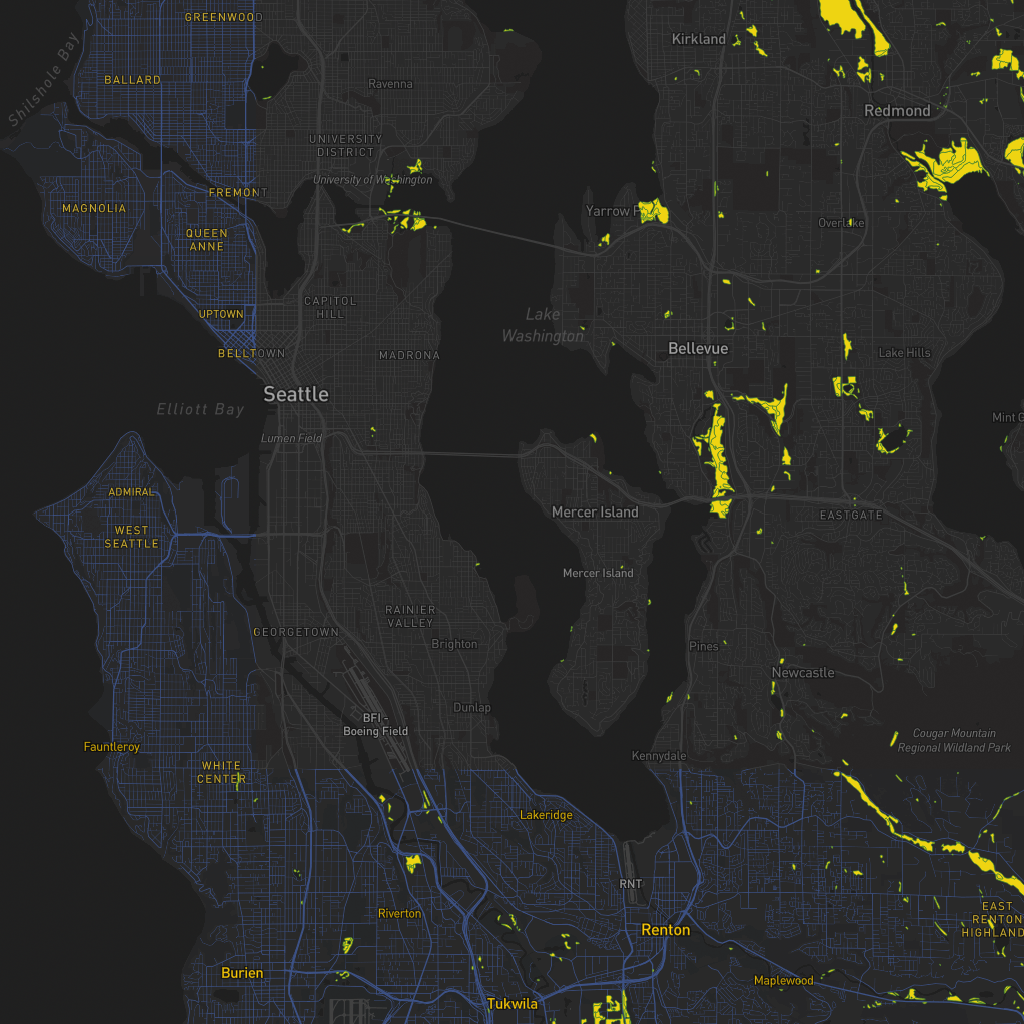 GREENWOOD
Kirkland
Shilshole Bay
BALLARD
Ravenna
Redmond
UNIVERSITY
DISTRICT
University of Washington
FREMONT
MAGNOLIA
Yarrow P
Overlake
QUEEN
ANNE
CAPITOL
HILL
UPTOWN
Lake
Washington
BELLTOWN
MADRONA
Bellevue
Lake Hills
Seattle
Elliott Bay
Mint G
Lumen Field
ADMIRAL
Mercer Island
EASTGATE
WEST
SEATTLE
Mercer Island
RAINIER
VALLEY
GEORGETOWN
Brighton
Pines
Newcastle
Dunlap
BFI -
Boeing Field
Cougar Mountain
Regional Wildland Park
Fauntleroy
Kennydale
WHITE
CENTER
Lakeridge
RNT
Riverton
EAST
RENTON
HIGHLAND
Renton
Burien
Maplewood
Tukwila